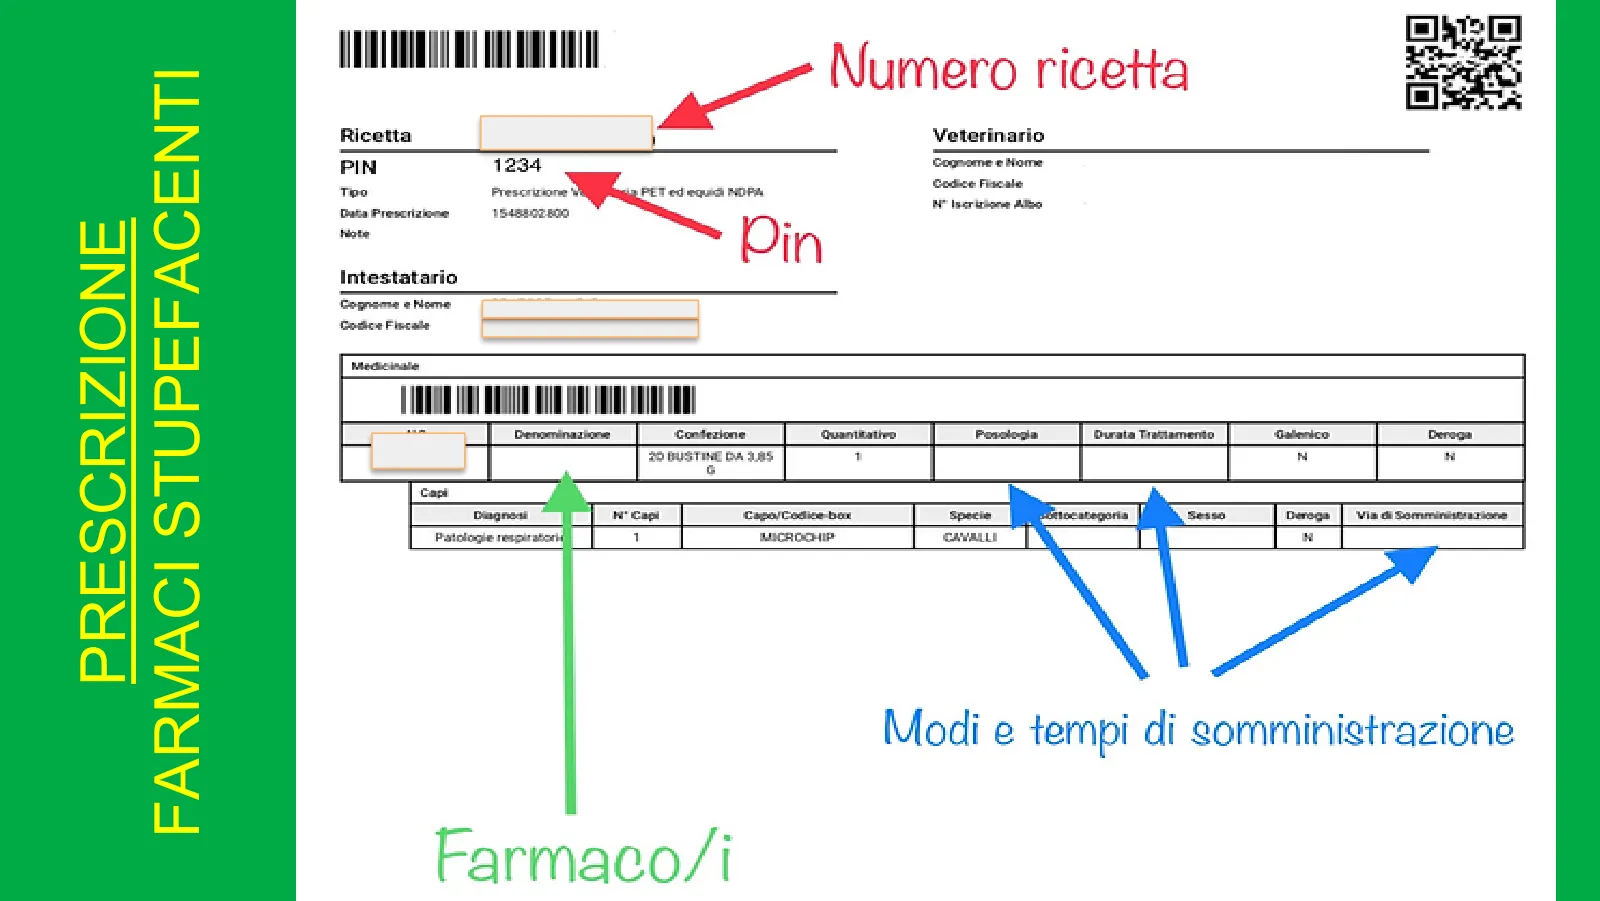 PRESCRIZIONE
FARMACI STUPEFACENTI
Numero ricetta
Ricetta
PIN 1234
Tipo Prescrizione PET ed equidi NDPA
Data Prescrizione 1548802800
Note
Pin
Veterinario
Cognome e Nome
Codice Fiscale
N° Iscrizione Albo
Intestatario
Cognome e Nome
Codice Fiscale
Medicinale
Denominazione Confezione Quantitativo Posologia Durata Trattamento Galenico Deroga
20 BUSTINE DA 3,85 1 N N
G
Capi
Diagnosi N° Capi Capo/Codice-box Specie Sesso Deroga Via di Somministrazione
Patologie respiratorie 1 MICROCHIP CAVALLI N
Modi e tempi di somministrazione
Farmaco/i